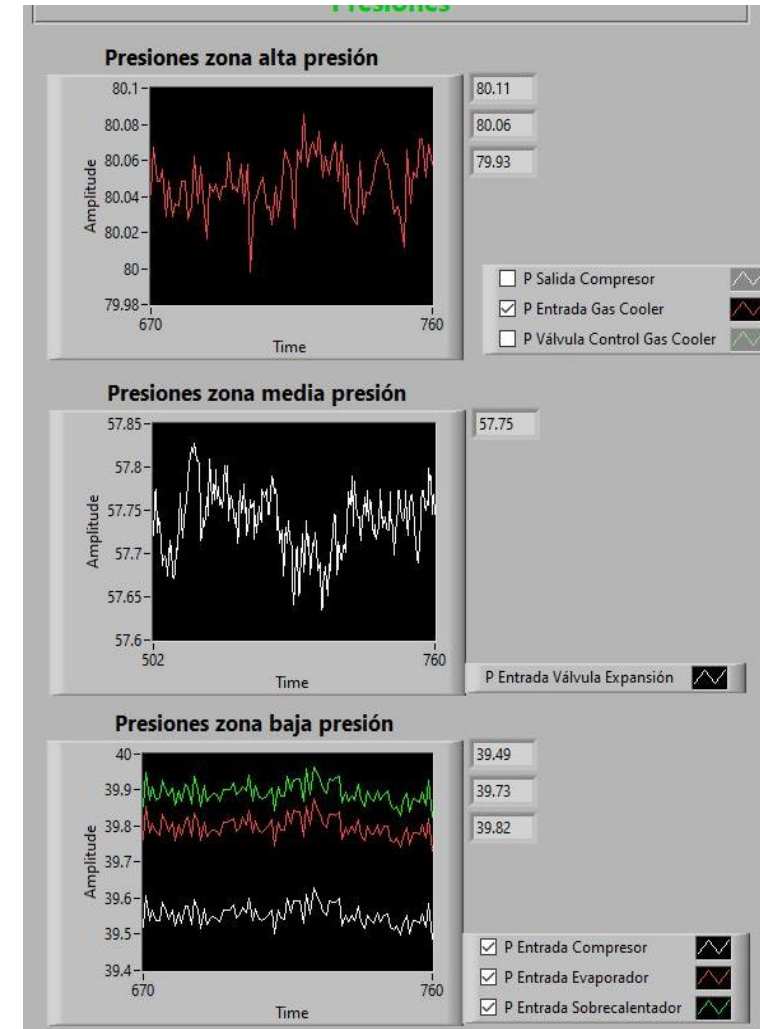 Presiones
Presiones zona alta presión
80.1
80.08
80.06
80.04
80.02
80
79.98
Amplitude
670
760
Time
80.11
80.06
79.93
P Salida Compresor
P Entrada Gas Cooler
P Válvula Control Gas Cooler
Presiones zona media presión
57.85
57.8
57.75
57.7
57.65
57.6
Amplitude
502
760
Time
57.75
P Entrada Válvula Expansión
Presiones zona baja presión
40
39.9
39.8
39.7
39.6
39.5
39.4
Amplitude
670
760
Time
39.49
39.73
39.82
P Entrada Compresor
P Entrada Evaporador
P Entrada Sobrecalentador